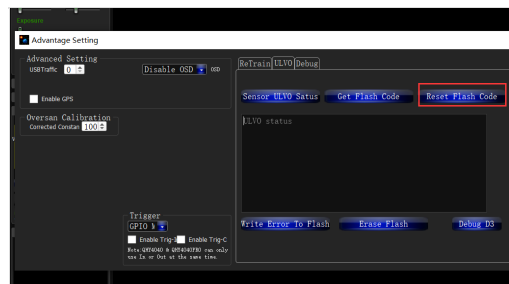 Exposure
Advantage Setting
Advanced Setting
USBTraffic 0 Disable OSD OSD
Enable GPS
Oversan Calibration
Corrected Constan 100
ReTrain ULVO Debug
Sensor ULVO Satus Get Flash Code Reset Flash Code
ULVO status
Trigger
GPIO
Enable Trig- Enable Trig-C
Note:QHY4040 & QHY4040PRO can only
use In or Out at the same time.
Write Error To Flash Erase Flash Debug D3